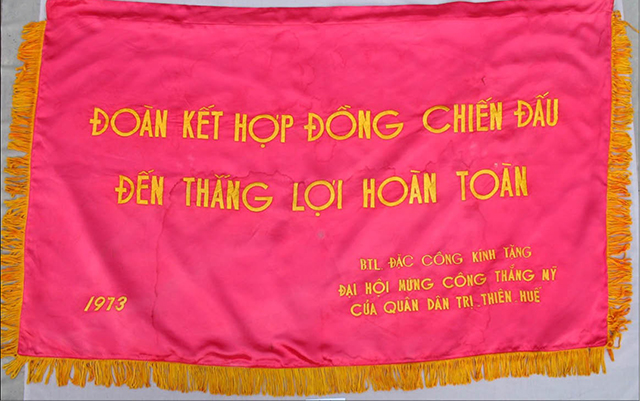 ĐOÀN KẾT HỢP ĐỒNG CHIẾN ĐẤU
ĐẾN THẮNG LỢI HOÀN TOÀN
BTL ĐẶC CÔNG KÍNH TẶNG
ĐẠI HỘI MỪNG CÔNG THẮNG MỸ
CỦA QUÂN DÂN TRỊ THIÊN HUẾ
1973